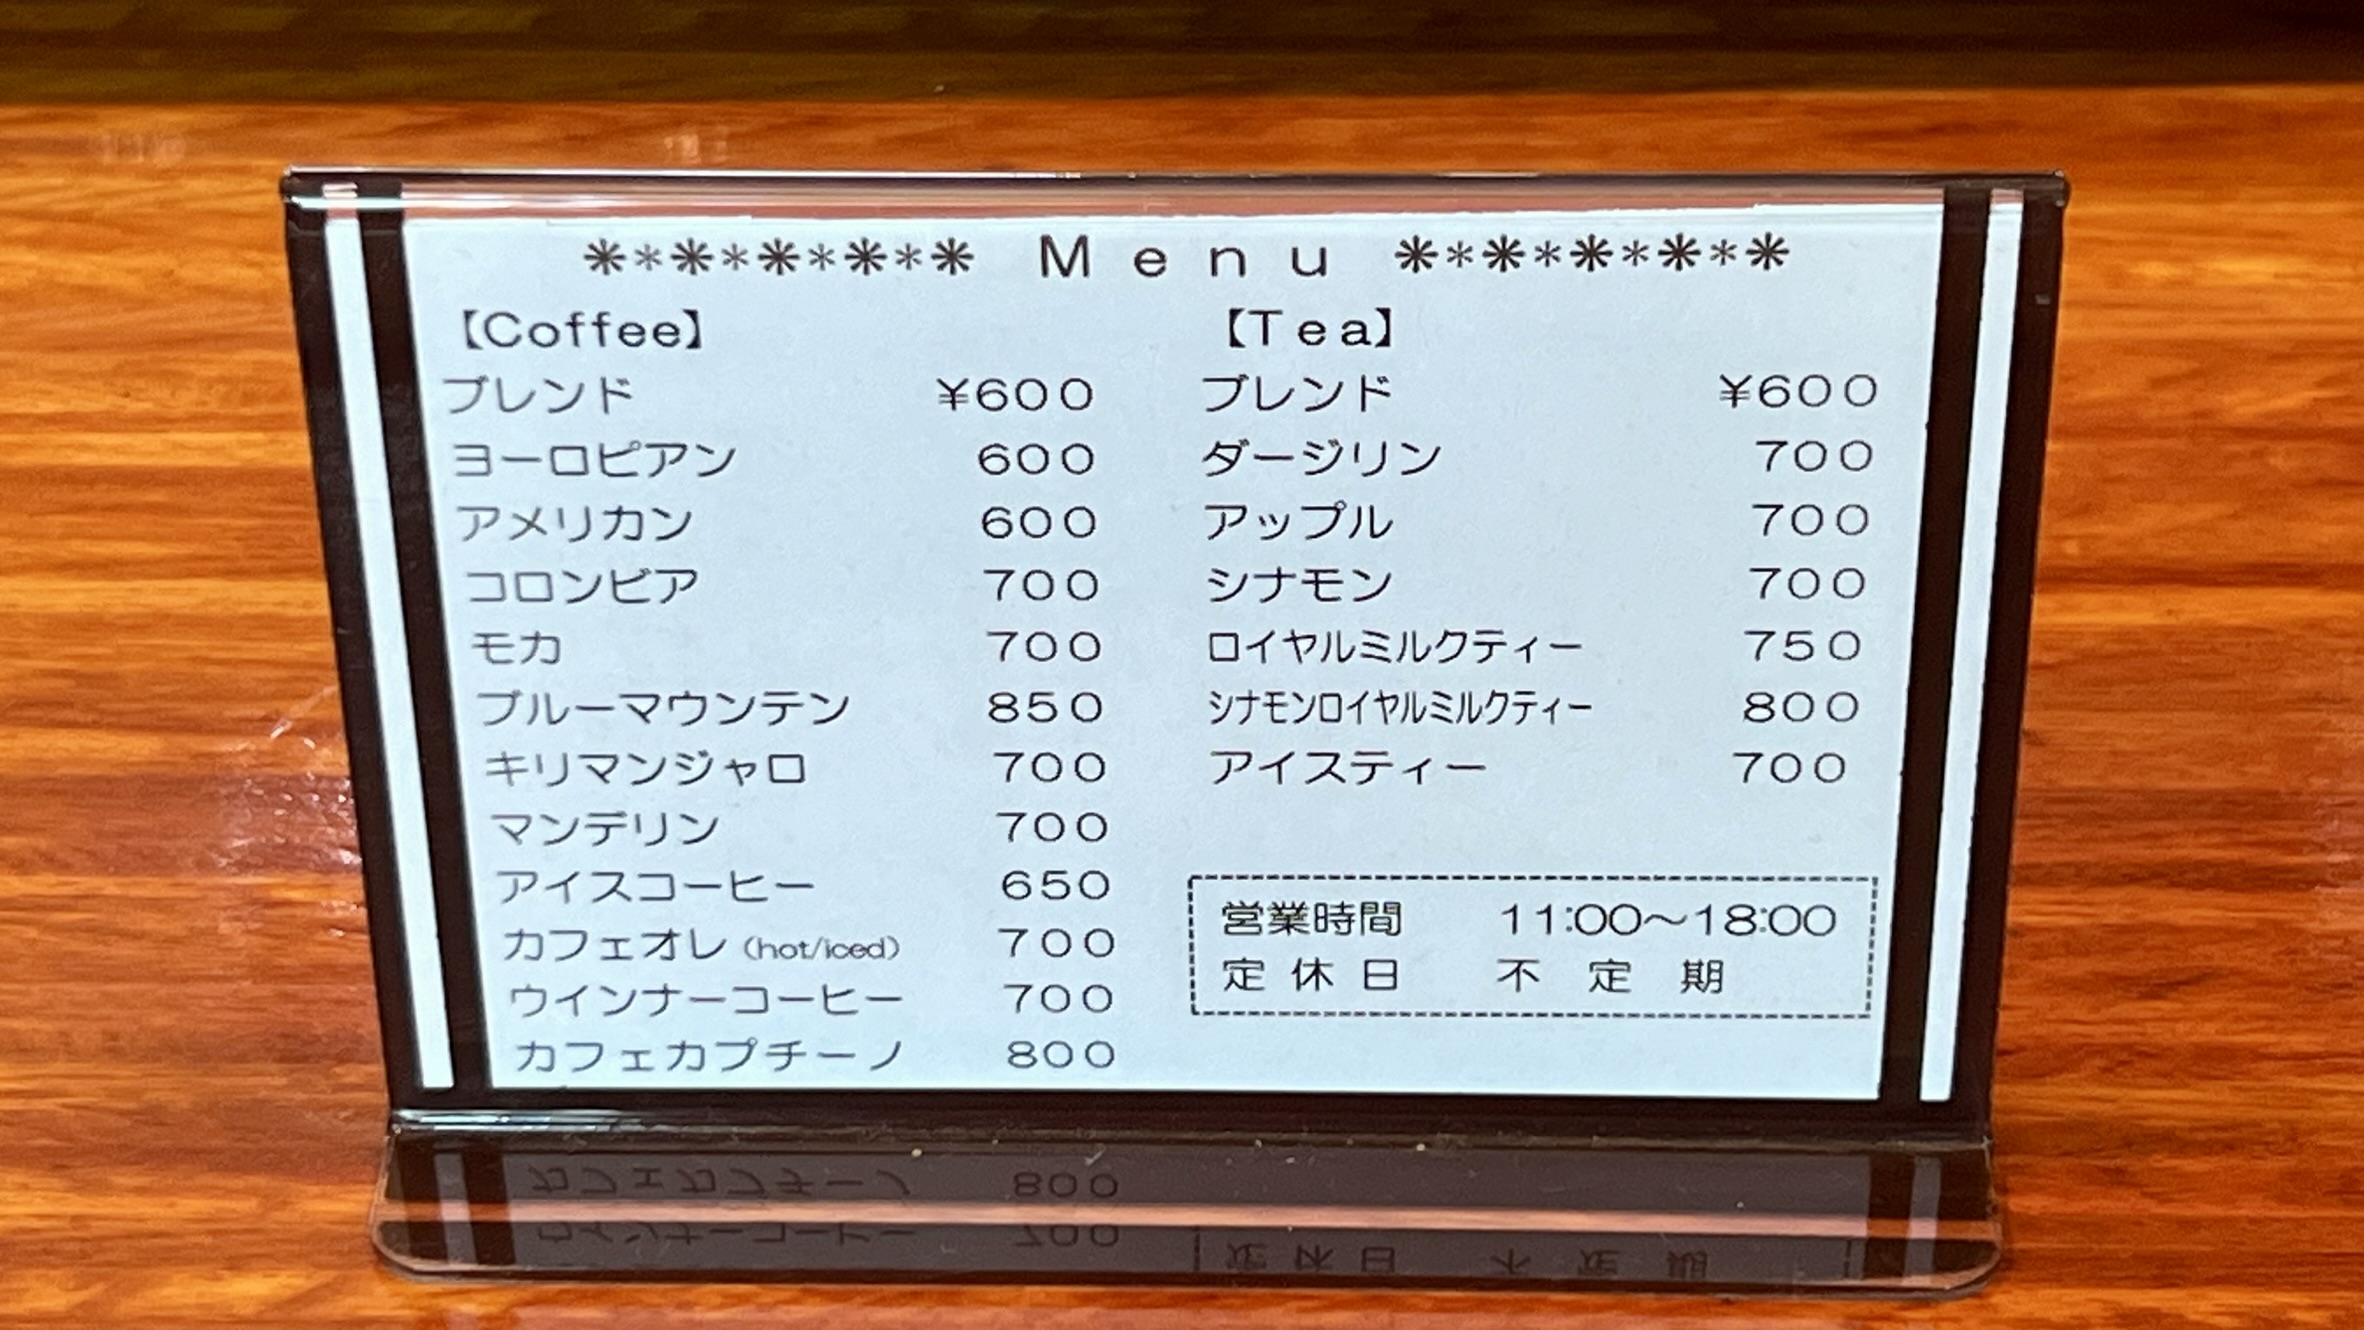 ＊*＊*＊*＊*＊ Menu ＊*＊*＊*＊*＊
【Coffee】
ブレンド ¥600
ヨーロピアン 600
アメリカン 600
コロンビア 700
モカ 700
ブルーマウンテン 850
キリマンジャロ 700
マンデリン 700
アイスコーヒー 650
カフェオレ (hot/iced) 700
ウインナーコーヒー 700
カフェカプチーノ 800
【Tea】
ブレンド ¥600
ダージリン 700
アップル 700
シナモン 700
ロイヤルミルクティー 750
シナモンロイヤルミルクティー 800
アイスティー 700
営業時間 11:00〜18:00
定休日 不定期